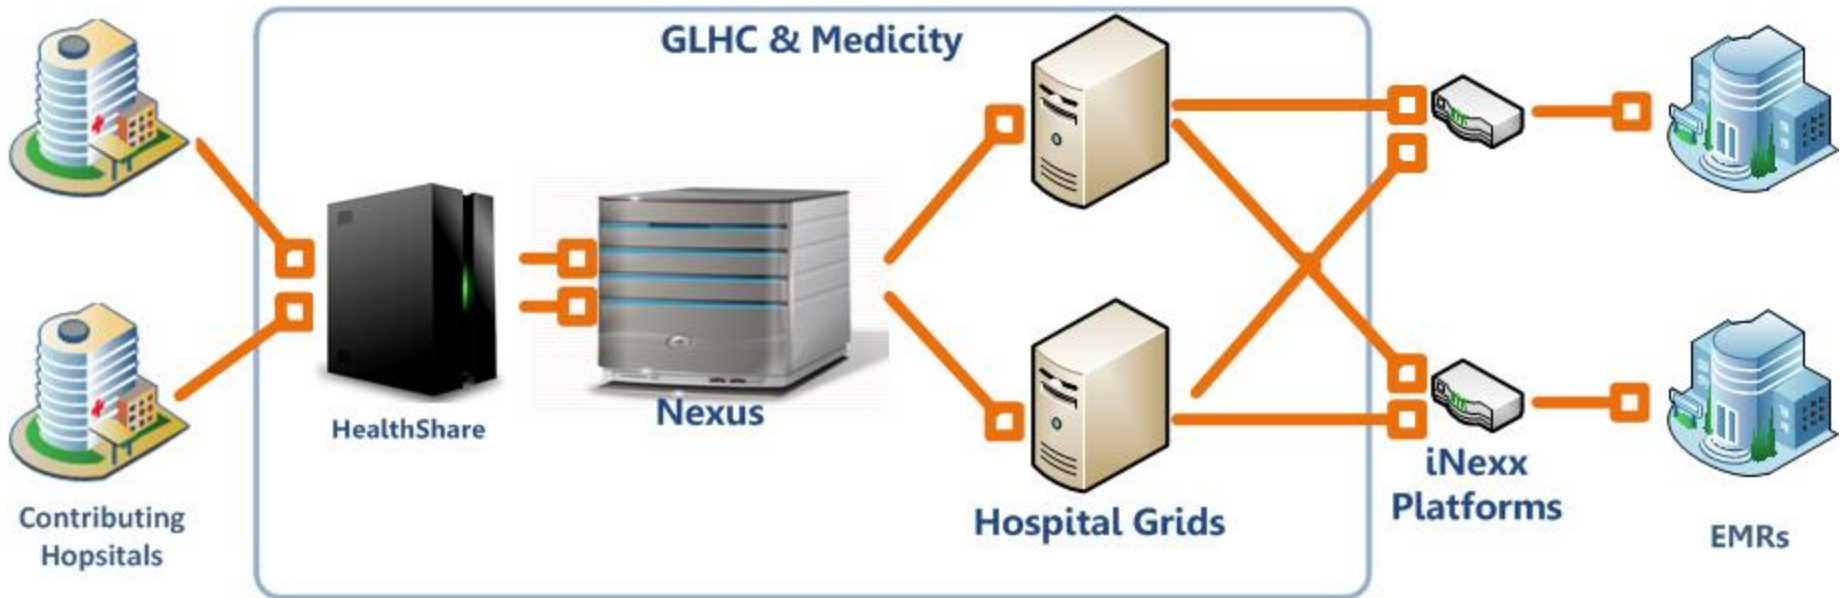 GLHC & Medicity
HealthShare
Nexus
Contributing
Hopsitals
Hospital Grids
iNexx
Platforms
EMRs